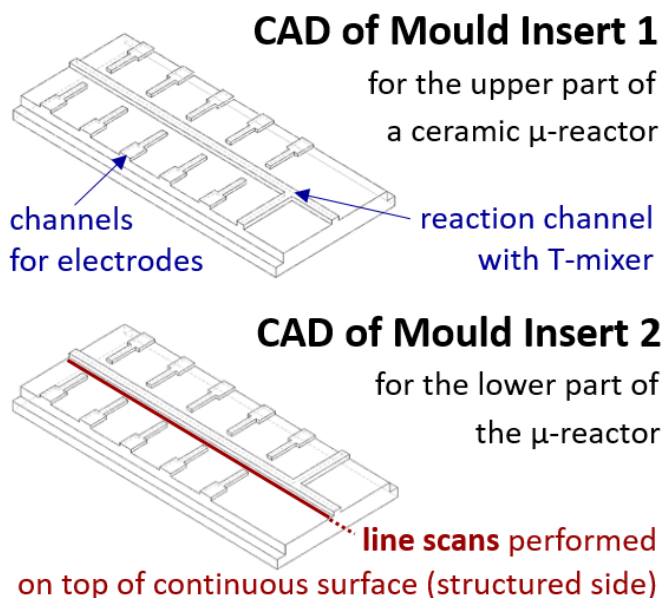 CAD of Mould Insert 1
for the upper part of
a ceramic µ-reactor
channels
for electrodes
reaction channel
with T-mixer
CAD of Mould Insert 2
for the lower part of
the µ-reactor
line scans performed
on top of continuous surface (structured side)